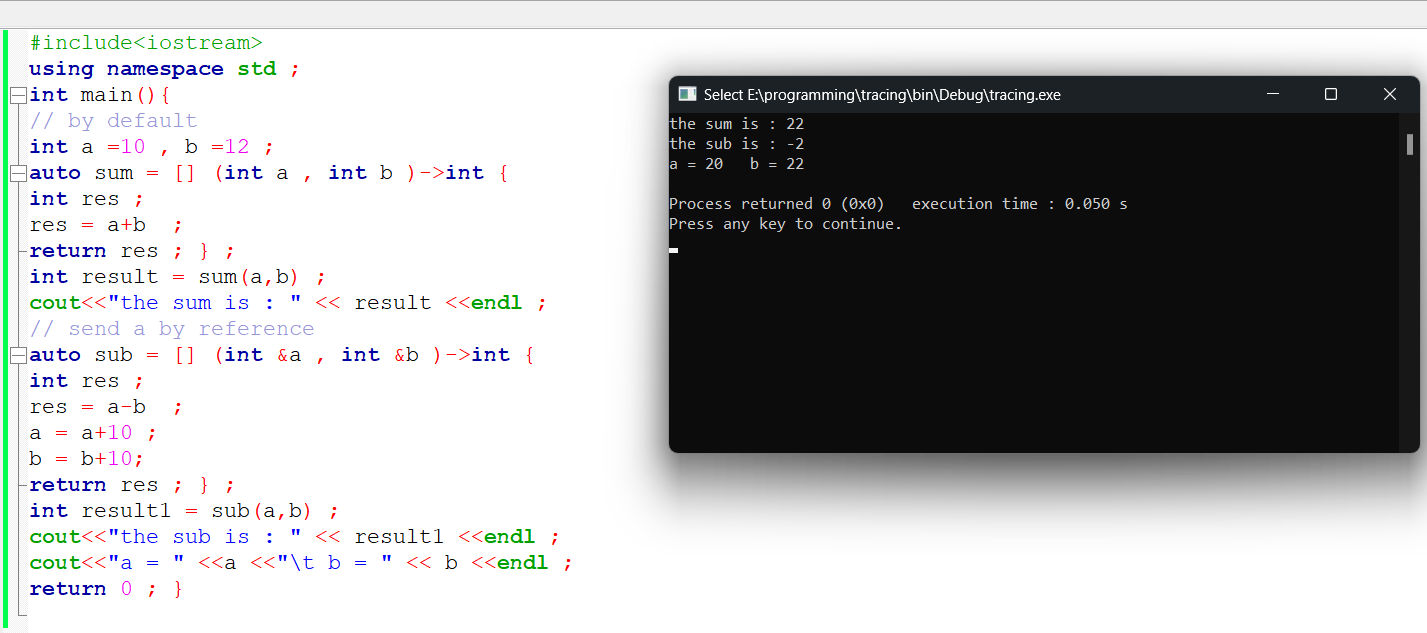 #include<iostream>
using namespace std ;
int main(){
// by default
int a =10 , b =12 ;
auto sum = [] (int a , int b )->int {
int res ;
res = a+b  ;
return res ; } ;
int result = sum(a,b) ;
cout<<"the sum is : " << result <<endl ;
// send a by reference
auto sub = [] (int &a , int &b )->int {
int res ;
res = a-b  ;
a = a+10 ;
b = b+10;
return res ; } ;
int result1 = sub(a,b) ;
cout<<"the sub is : " << result1 <<endl ;
cout<<"a = " <<a <<"\t b = " << b <<endl ;
return 0 ; }
Select E:\programming\tracing\bin\Debug\tracing.exe
the sum is : 22
the sub is : -2
a = 20   b = 22
Process returned 0 (0x0)   execution time : 0.050 s
Press any key to continue.